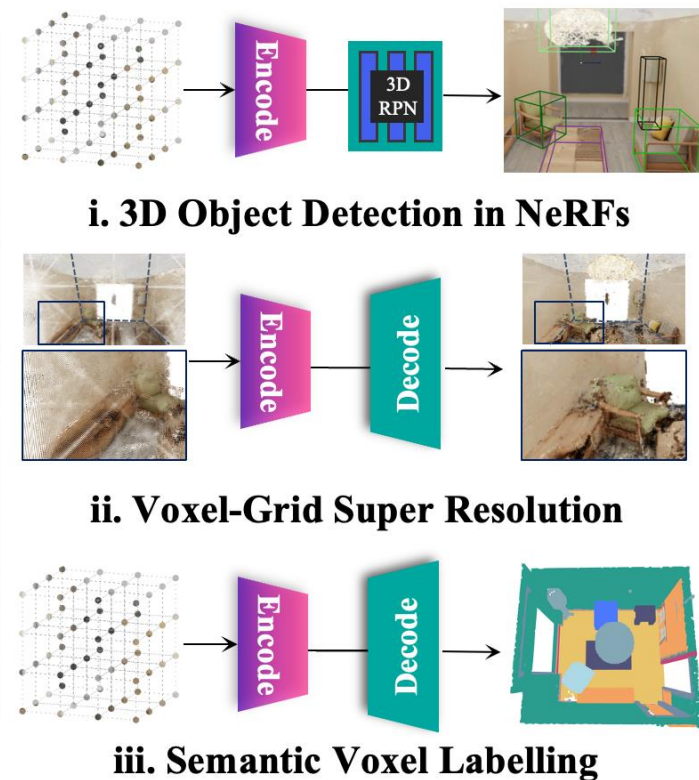 Encode
3D
RPN
i. 3D Object Detection in NeRFs
Encode
Decode
ii. Voxel-Grid Super Resolution
Encode
Decode
iii. Semantic Voxel Labelling